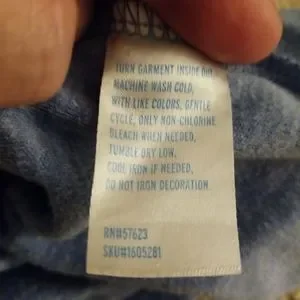 TURN GARMENT INSIDE OUT
MACHINE WASH COLD,
WITH LIKE COLORS, GENTLE
CYCLE, ONLY NON-CHLORINE
BLEACH WHEN NEEDED,
TUMBLE DRY LOW,
COOL IRON IF NEEDED,
DO NOT IRON DECORATION.
RN#57623
SKU#1605281